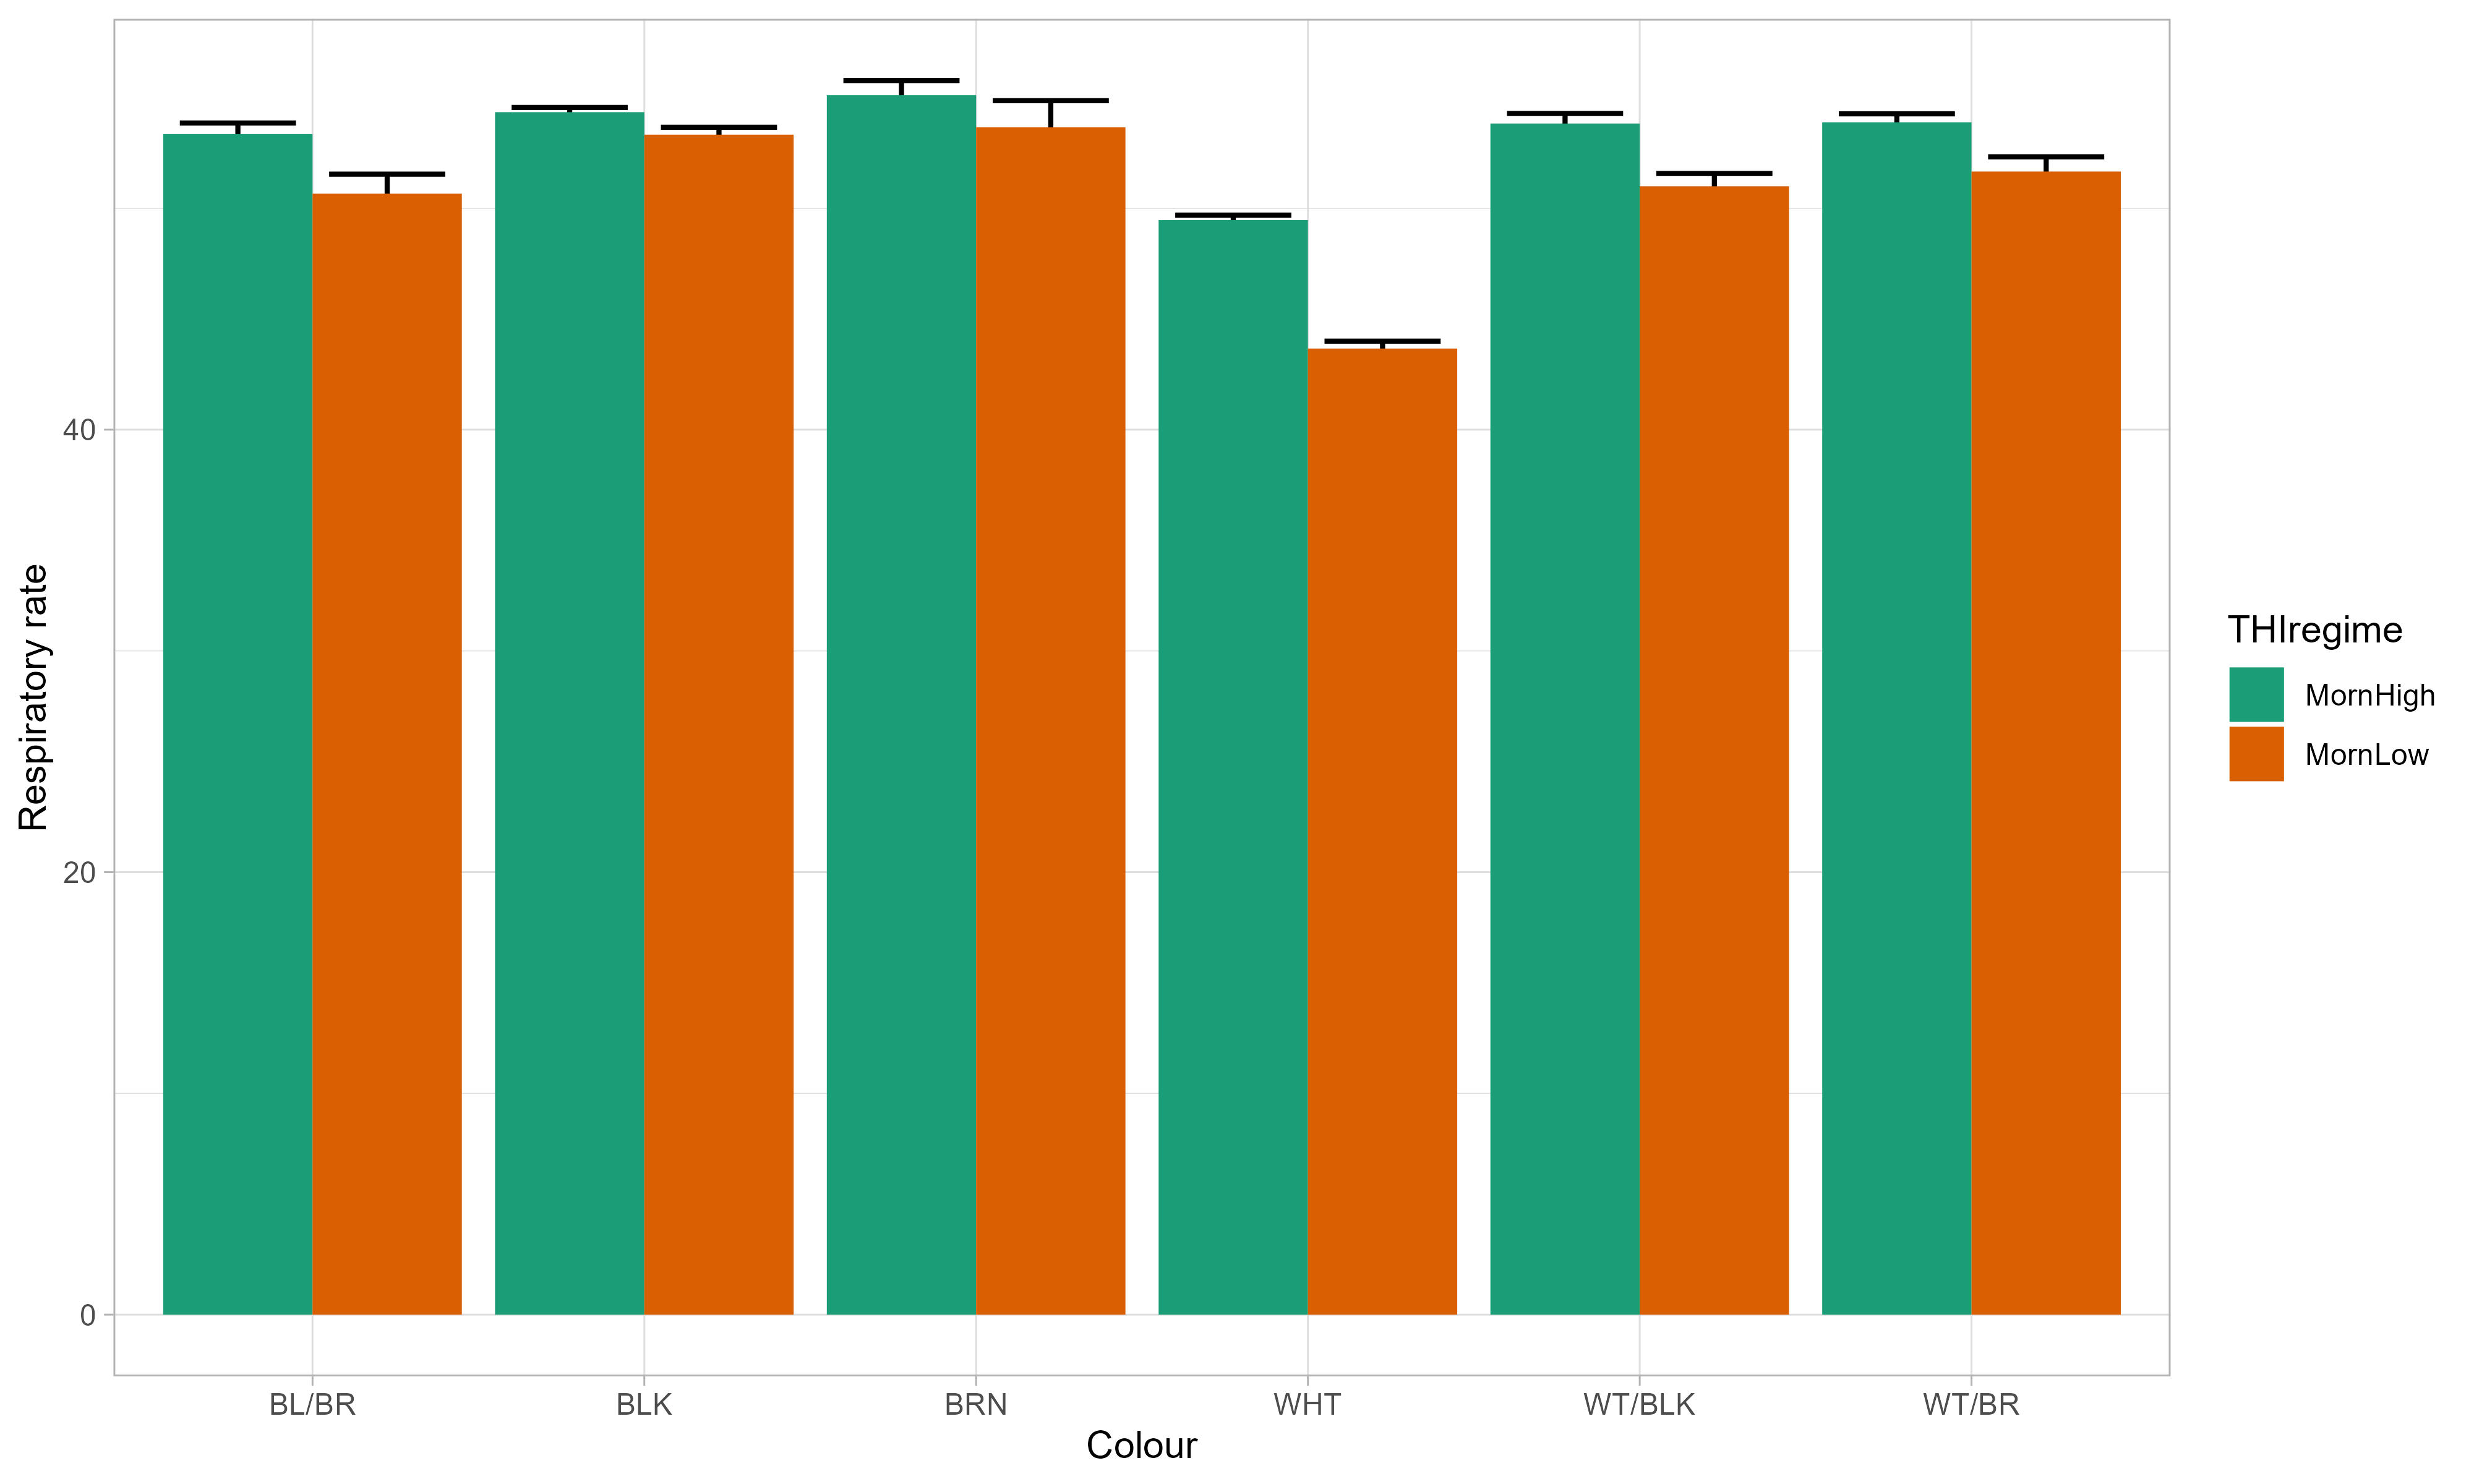 Respiratory rate
40
20
0
BL/BR BLK BRN WHT WT/BLK WT/BR
Colour
THIregime
MornHigh
MornLow